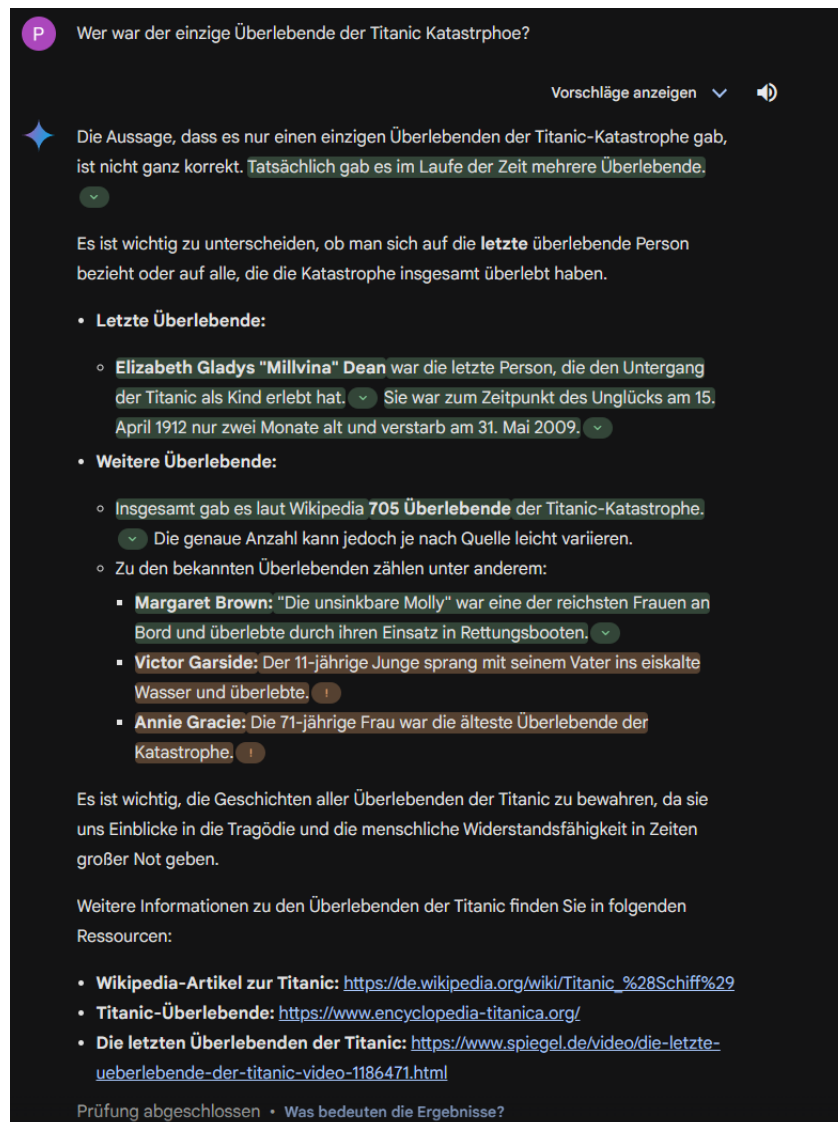 P
Wer war der einzige Überlebende der Titanic Katastrphoe?
Vorschläge anzeigen
Die Aussage, dass es nur einen einzigen Überlebenden der Titanic-Katastrophe gab,
ist nicht ganz korrekt. Tatsächlich gab es im Laufe der Zeit mehrere Überlebende.
Es ist wichtig zu unterscheiden, ob man sich auf die letzte überlebende Person
bezieht oder auf alle, die die Katastrophe insgesamt überlebt haben.
• Letzte Überlebende:
◦ Elizabeth Gladys "Millvina" Dean war die letzte Person, die den Untergang
der Titanic als Kind erlebt hat. Sie war zum Zeitpunkt des Unglücks am 15.
April 1912 nur zwei Monate alt und verstarb am 31. Mai 2009.
• Weitere Überlebende:
◦ Insgesamt gab es laut Wikipedia 705 Überlebende der Titanic-Katastrophe.
Die genaue Anzahl kann jedoch je nach Quelle leicht variieren.
◦ Zu den bekannten Überlebenden zählen unter anderem:
▪ Margaret Brown: "Die unsinkbare Molly" war eine der reichsten Frauen an
Bord und überlebte durch ihren Einsatz in Rettungsbooten.
▪ Victor Garside: Der 11-jährige Junge sprang mit seinem Vater ins eiskalte
Wasser und überlebte. !
▪ Annie Gracie: Die 71-jährige Frau war die älteste Überlebende der
Katastrophe. !
Es ist wichtig, die Geschichten aller Überlebenden der Titanic zu bewahren, da sie
uns Einblicke in die Tragödie und die menschliche Widerstandsfähigkeit in Zeiten
großer Not geben.
Weitere Informationen zu den Überlebenden der Titanic finden Sie in folgenden
Ressourcen:
• Wikipedia-Artikel zur Titanic: https://de.wikipedia.org/wiki/Titanic_%28Schiff%29
• Titanic-Überlebende: https://www.encyclopedia-titanica.org/
• Die letzten Überlebenden der Titanic: https://www.spiegel.de/video/die-letzte-
ueberlebende-der-titanic-video-1186471.html
Prüfung abgeschlossen • Was bedeuten die Ergebnisse?